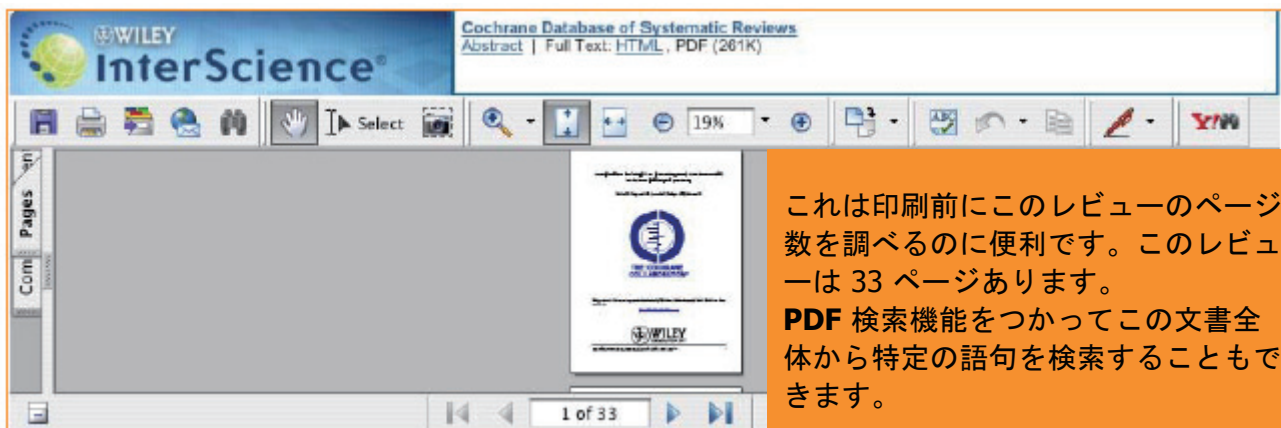 WILEY
InterScience®
Cochrane Database of Systematic Reviews
Abstract | Full Text: HTML, PDF (261K)
Select
19%
ABC
Pages
Com
THE COCHRANE
COLLABORATION®
WILEY
1 of 33
これは印刷前にこのレビューのページ
数を調べるのに便利です。このレビュ
ーは 33 ページあります。
PDF 検索機能をつかってこの文書全
体から特定の語句を検索することもで
きます。